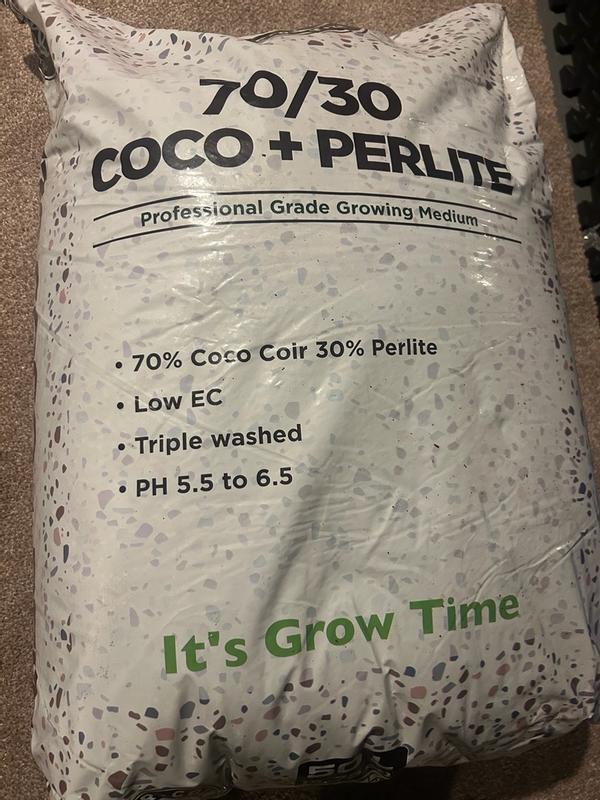 70/30
COCO + PERLITE
Professional Grade Growing Medium
• 70% Coco Coir 30% Perlite
• Low EC
• Triple washed
• PH 5.5 to 6.5
It's Grow Time